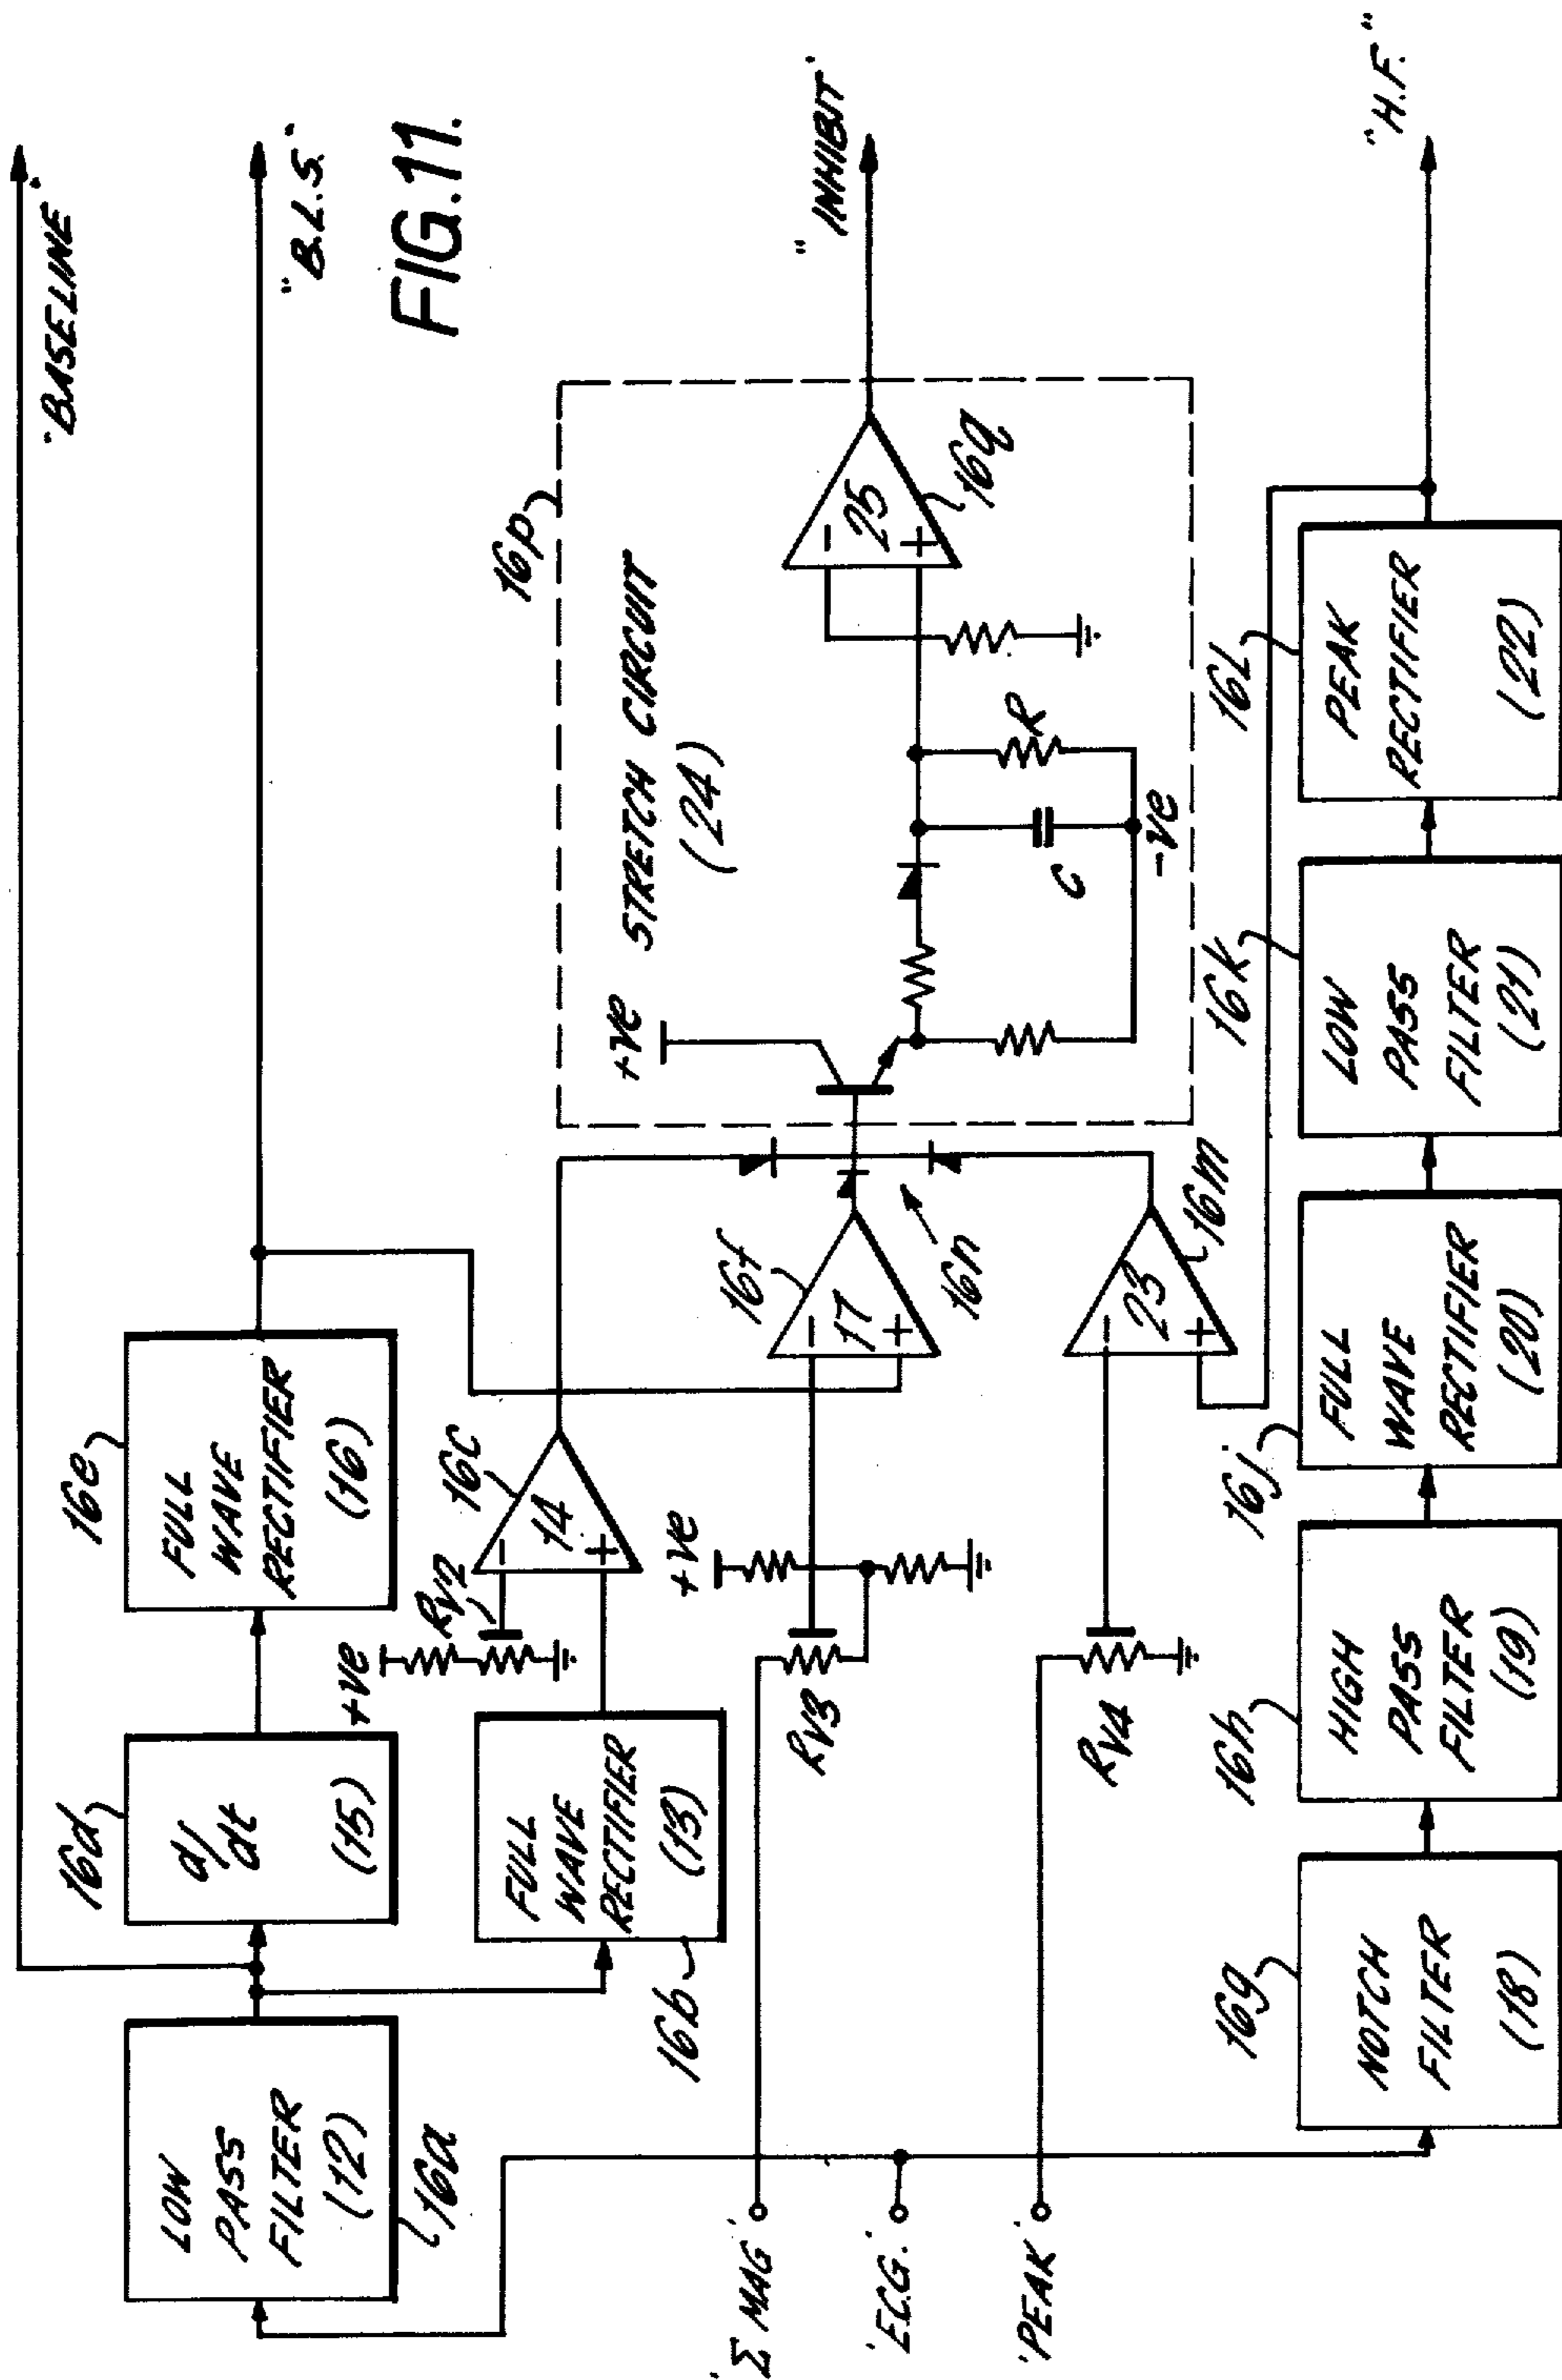 "BASELINE"
"B.L.S."
FIG.11.
16e
FULL
WAVE
RECTIFIER
(16)
16d
d/dt
(15)
LOW
PASS
FILTER
(12)
16a
+ve
RV2
16C
-
14
+
FULL
WAVE
RECTIFIER
(13)
16b
16p
STRETCH CIRCUIT
(24)
+ve
-
25
+
16q
"INHIBIT"
R
C
-ve
16f
-
17
+
16n
+ve
RV3
'Σ MAG'
'ECG.'
'PEAK'
RV4
-
23
+
16m
16g
NOTCH
FILTER
(18)
16h
HIGH
PASS
FILTER
(19)
16j
FULL
WAVE
RECTIFIER
(20)
16k
LOW
PASS
FILTER
(21)
16L
PEAK
RECTIFIER
(22)
"H.F."